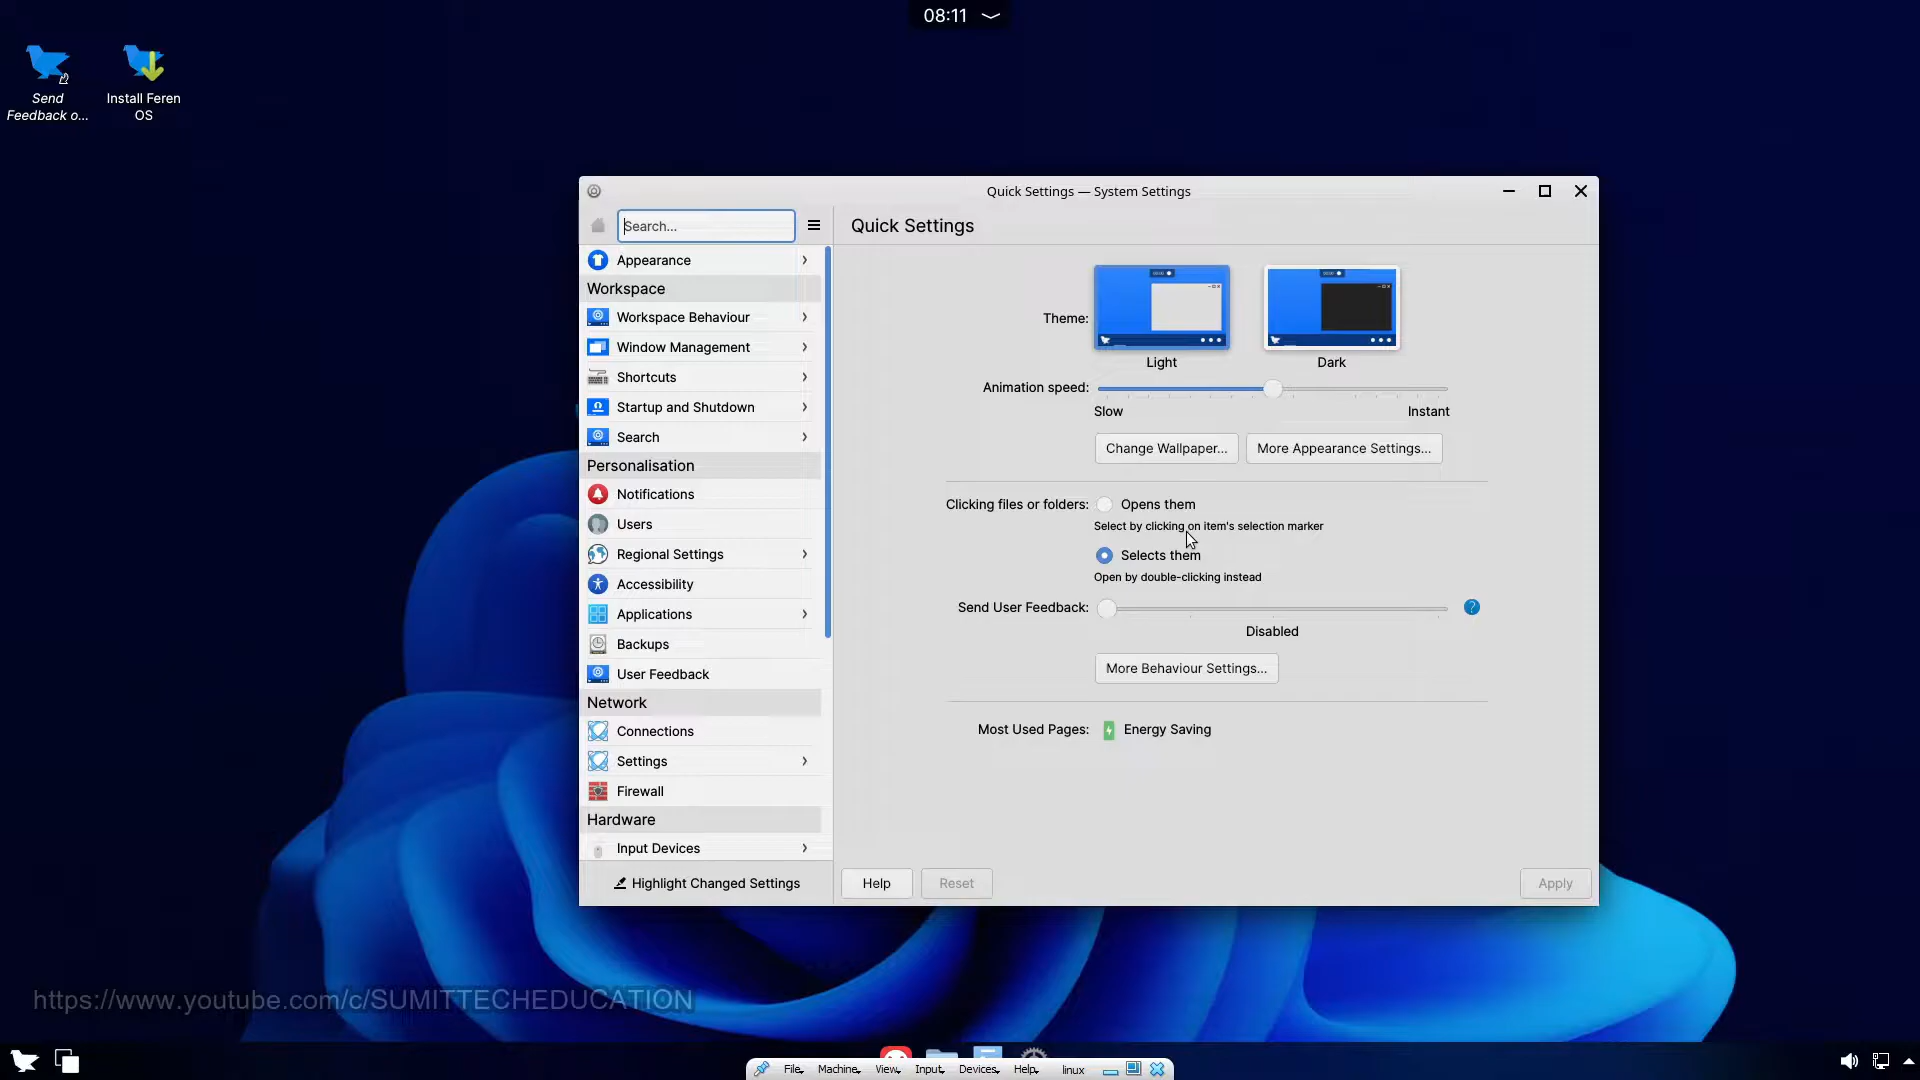 08:11
Send
Feedback o...
Install Feren
OS
Quick Settings — System Settings
Search...
Quick Settings
Appearance
Workspace
Workspace Behaviour
Window Management
Shortcuts
Startup and Shutdown
Search
Personalisation
Notifications
Users
Regional Settings
Accessibility
Applications
Backups
User Feedback
Network
Connections
Settings
Firewall
Hardware
Input Devices
Highlight Changed Settings
Theme:
Light
Dark
Animation speed:
Slow
Instant
Change Wallpaper...
More Appearance Settings...
Clicking files or folders:
Opens them
Select by clicking on item's selection marker
Selects them
Open by double-clicking instead
Send User Feedback:
?
Disabled
More Behaviour Settings...
Most Used Pages:
Energy Saving
Help
Reset
Apply
https://www.youtube.com/c/SUMITTECHEDUCATION
File Machine View Input Devices Help linux